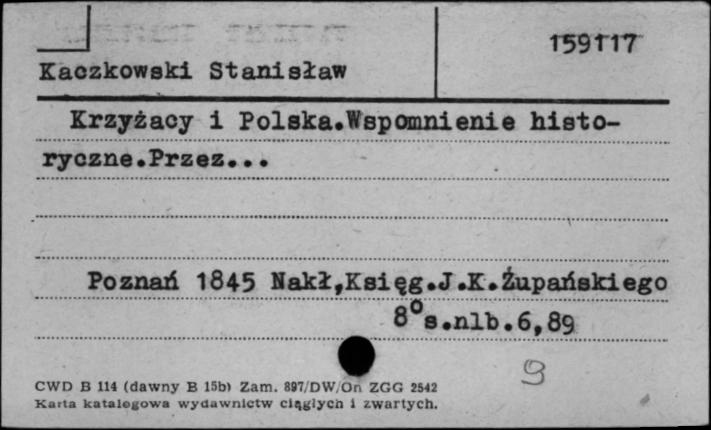 159117
Kaczkowski Stanisław
Krzyżacy i Polska.Wspomnienie histo-
ryczne.Przez...
Poznań 1845 Nakł,Księg.J.K.Żupańskiego
8°s.nlb.6,89
9
CWD B 114 (dawny B 15b) Zam. 897/DW/On ZGG 2542
Karta katalogowa wydawnictw ciągłych i zwartych.